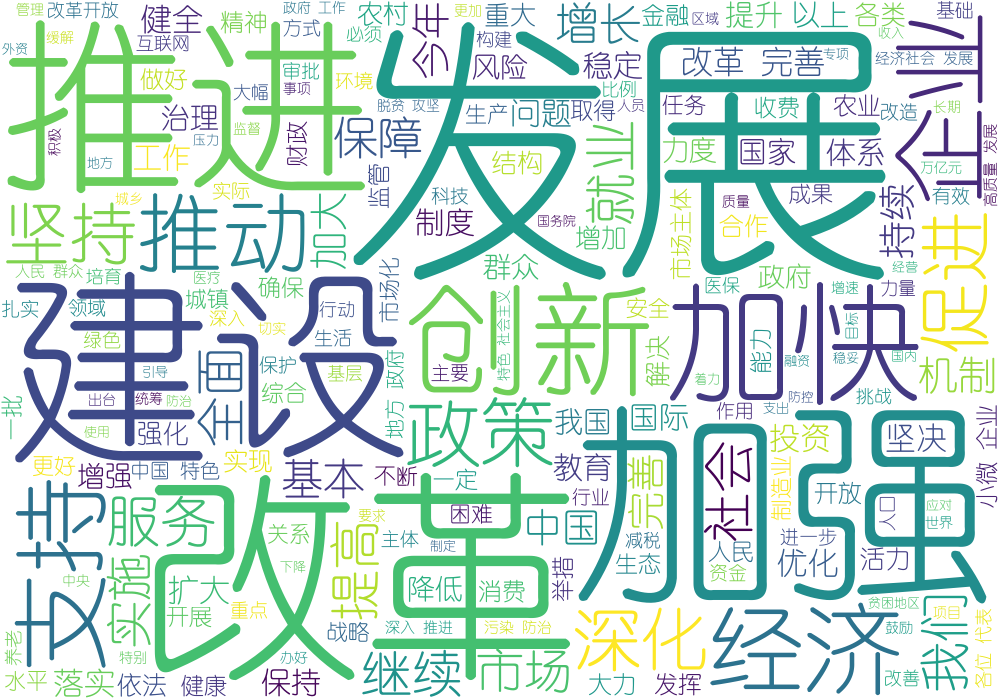 管理
改革开放
健全
精神
政府 工作
农村
更加
重大
增长
金融
区域
提升
以上
各类
基础
外资
缓解
互联网
方式
必须
今年
构建
收入
企业
推进
发展
做好
审批
环境
风险
稳定
改革
完善
专项
经济社会 发展
大幅
事项
比例
脱贫 攻坚
生产
问题
取得
人员
任务
收费
农业
改造
长期
治理
监督
财政
保障
积极
压力
地方
工作
结构
就业
力度
国家
体系
万亿元
高质量 发展
实际
监管
科技
成果
质量
持续
有效
城乡
坚持
推动
加大
制度
国务院
增加
市场主体
合作
促进
人民 群众
培育
医疗
确保
市场化
群众
政府
经营
扎实
领域
城镇
深入
行动
建设
创新
特色 社会主义
安全
医保
加快
增速
力量
目标
绿色
切实
生活
能力
稳妥
国内
引导
全面
保护
基层
主要
解决
融资
机制
着力
防控
挑战
出台
统筹
防治
综合
地方 政府
政策
我国
国际
作用
支出
一批
使用
强化
加强
社会
投资
坚决
小微 企业
更好
增强
中国 特色
实现
基本
不断
一定
教育
完善
制造业
开放
人口
应对
世界
支持
服务
改革
关系
要求
提高
困难
行业
中国
减税
进一步
主体
制定
生态
人民
优化
活力
中央
实施
下降
扩大
降低
消费
举措
资金
开展
重点
贫困地区
我们
项目
战略
深入 推进
污染 防治
深化
经济
鼓励
各位 代表
养老
特别
办好
水平
落实
依法
健康
保持
继续
市场
大力
发挥
改善